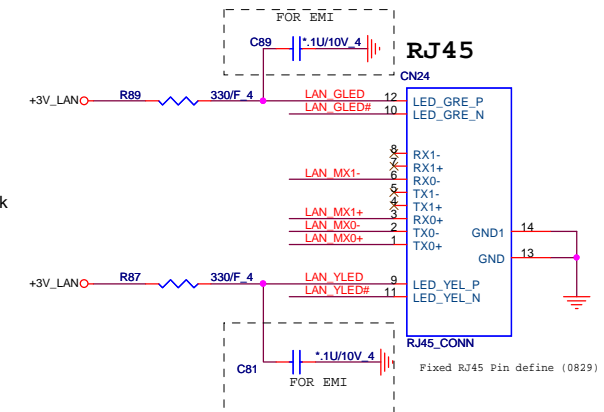 FOR EMI
C89 *.1U/10V_4
RJ45
CN24
+3V_LAN R89 330/F_4 LAN_GLED 12 LED_GRE_P
LAN_GLED# 10 LED_GRE_N
8 RX1-
7 RX1+
LAN_MX1- 6 RX0-
k
5 TX1-
4 TX1+
LAN_MX1+ 3 RX0+
LAN_MX0- 2 TX0- GND1 14
LAN_MX0+ 1 TX0+
GND 13
+3V_LAN R87 330/F_4 LAN_YLED 9 LED_YEL_P
LAN_YLED# 11 LED_YEL_N
RJ45_CONN
C81 *.1U/10V_4
Fixed RJ45 Pin define (0829)
FOR EMI